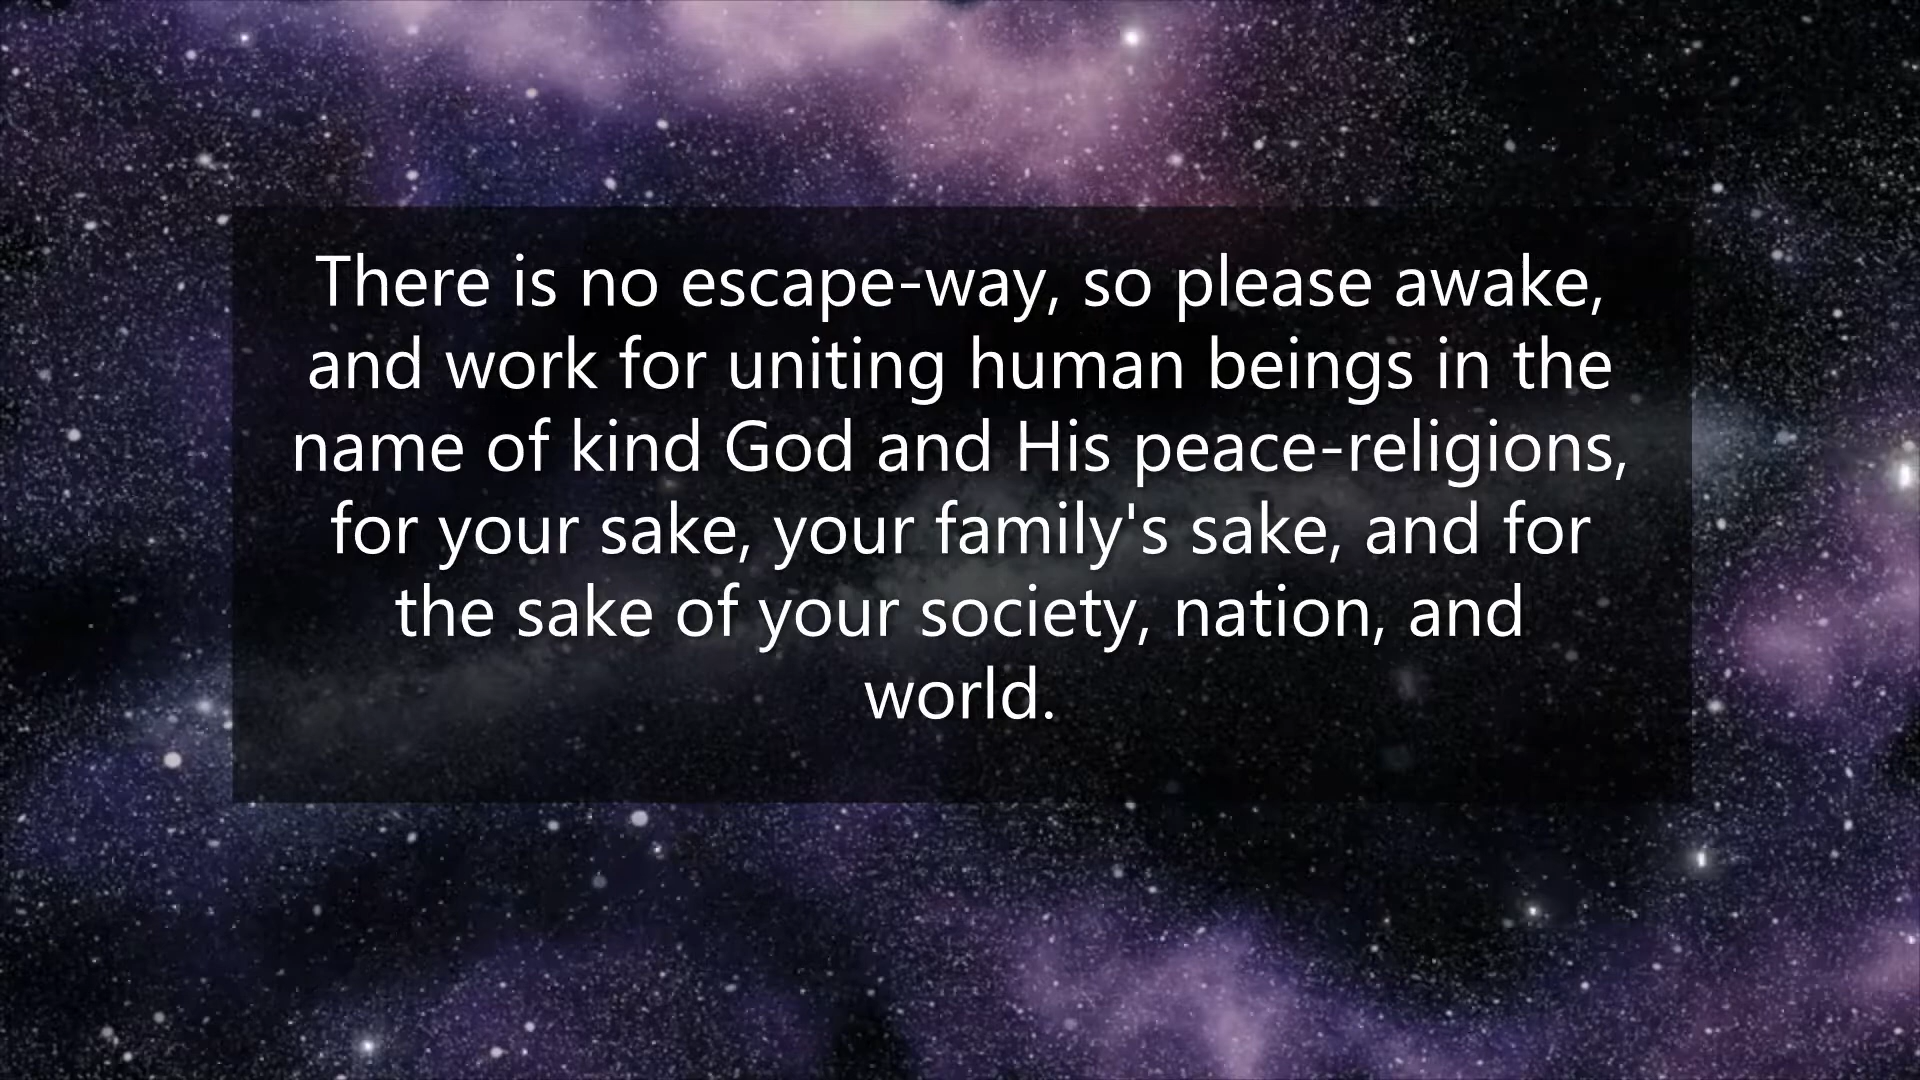 There is no escape-way, so please awake,
and work for uniting human beings in the
name of kind God and His peace-religions,
for your sake, your family's sake, and for
the sake of your society, nation, and
world.